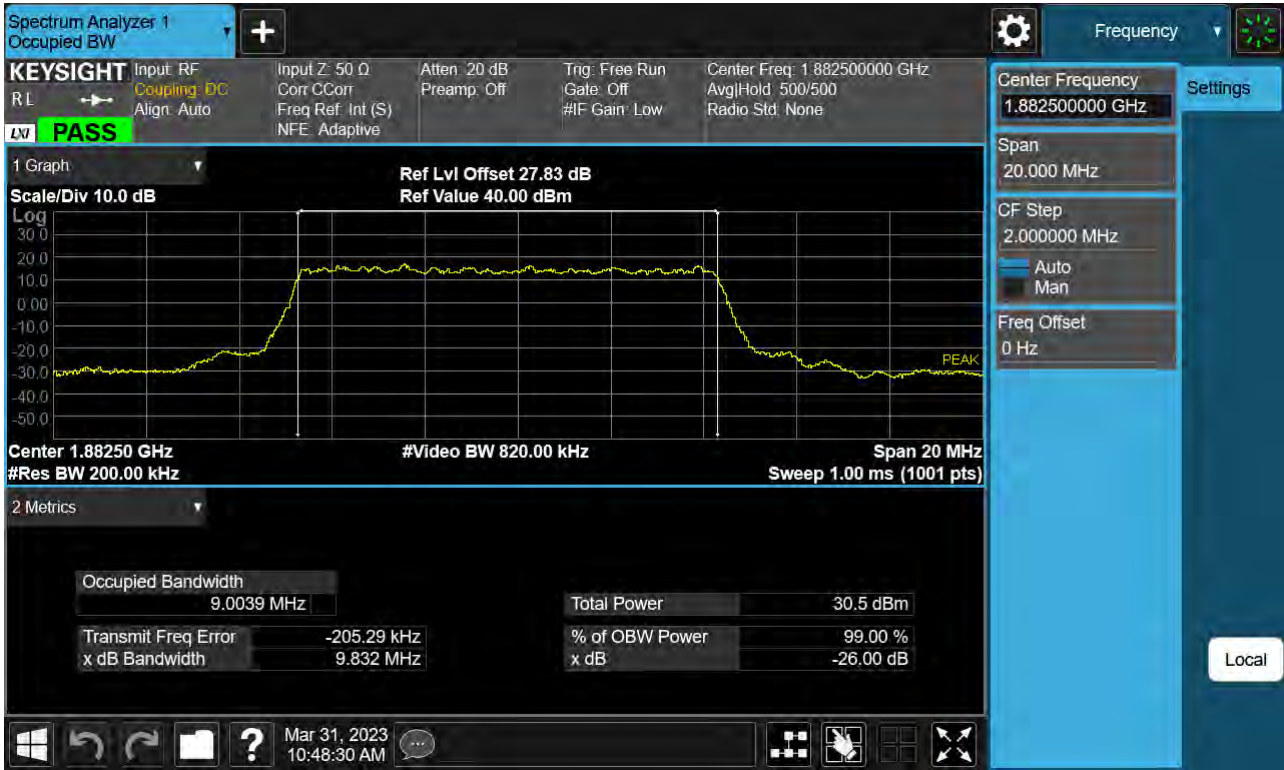 Spectrum Analyzer 1
Occupied BW
+
Frequency
KEYSIGHT
R L
LXI PASS
Input: RF
Coupling: DC
Align: Auto
Input Z: 50 Ω
Corr CCorr
Freq Ref: Int (S)
NFE: Adaptive
Atten: 20 dB
Preamp: Off
Trig: Free Run
Gate: Off
#IF Gain: Low
Center Freq: 1.882500000 GHz
Avg|Hold: 500/500
Radio Std: None
Center Frequency
1.882500000 GHz
Settings
Span
20.000 MHz
CF Step
2.000000 MHz
Auto
Man
Freq Offset
0 Hz
1 Graph
Scale/Div 10.0 dB
Ref Lvl Offset 27.83 dB
Ref Value 40.00 dBm
Log
30.0
20.0
10.0
0.00
-10.0
-20.0
-30.0
-40.0
-50.0
PEAK
Center 1.88250 GHz
#Res BW 200.00 kHz
#Video BW 820.00 kHz
Span 20 MHz
Sweep 1.00 ms (1001 pts)
2 Metrics
Occupied Bandwidth
9.0039 MHz
Total Power 30.5 dBm
Transmit Freq Error -205.29 kHz
% of OBW Power 99.00 %
x dB Bandwidth 9.832 MHz
x dB -26.00 dB
Local
?
Mar 31, 2023
10:48:30 AM